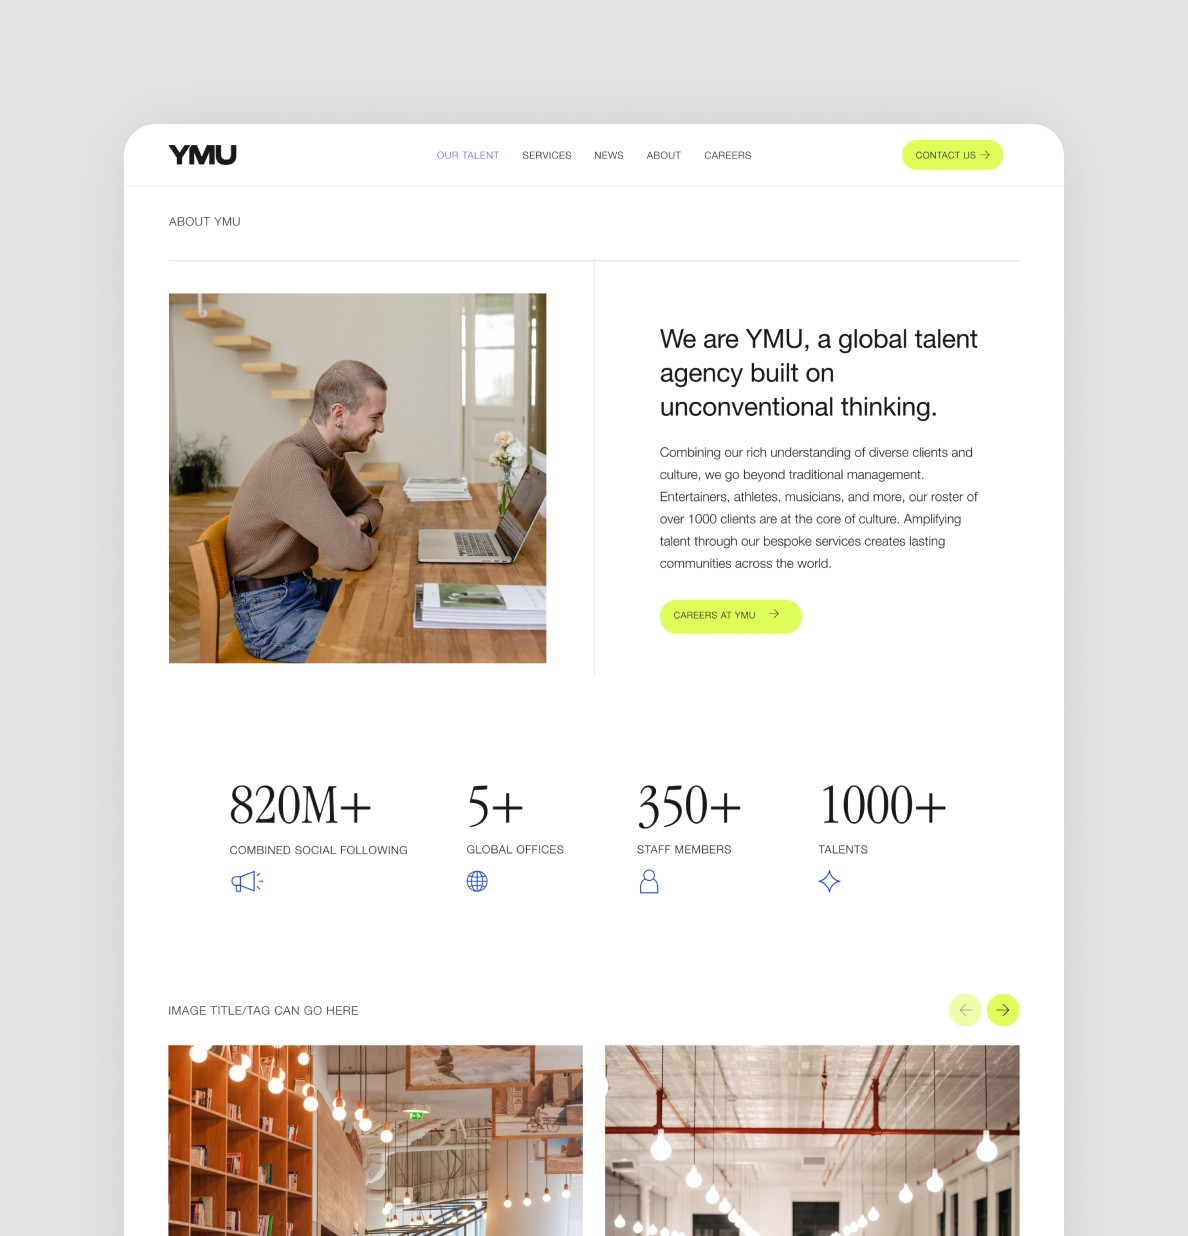 YMU
OUR TALENT
SERVICES
NEWS
ABOUT
CAREERS
CONTACT US
ABOUT YMU
We are YMU, a global talent
agency built on
unconventional thinking.
Combining our rich understanding of diverse clients and
culture, we go beyond traditional management.
Entertainers, athletes, musicians, and more, our roster of
over 1000 clients are at the core of culture. Amplifying
talent through our bespoke services creates lasting
communities across the world.
CAREERS AT YMU
820M+
COMBINED SOCIAL FOLLOWING
5+
GLOBAL OFFICES
350+
STAFF MEMBERS
1000+
TALENTS
IMAGE TITLE/TAG CAN GO HERE